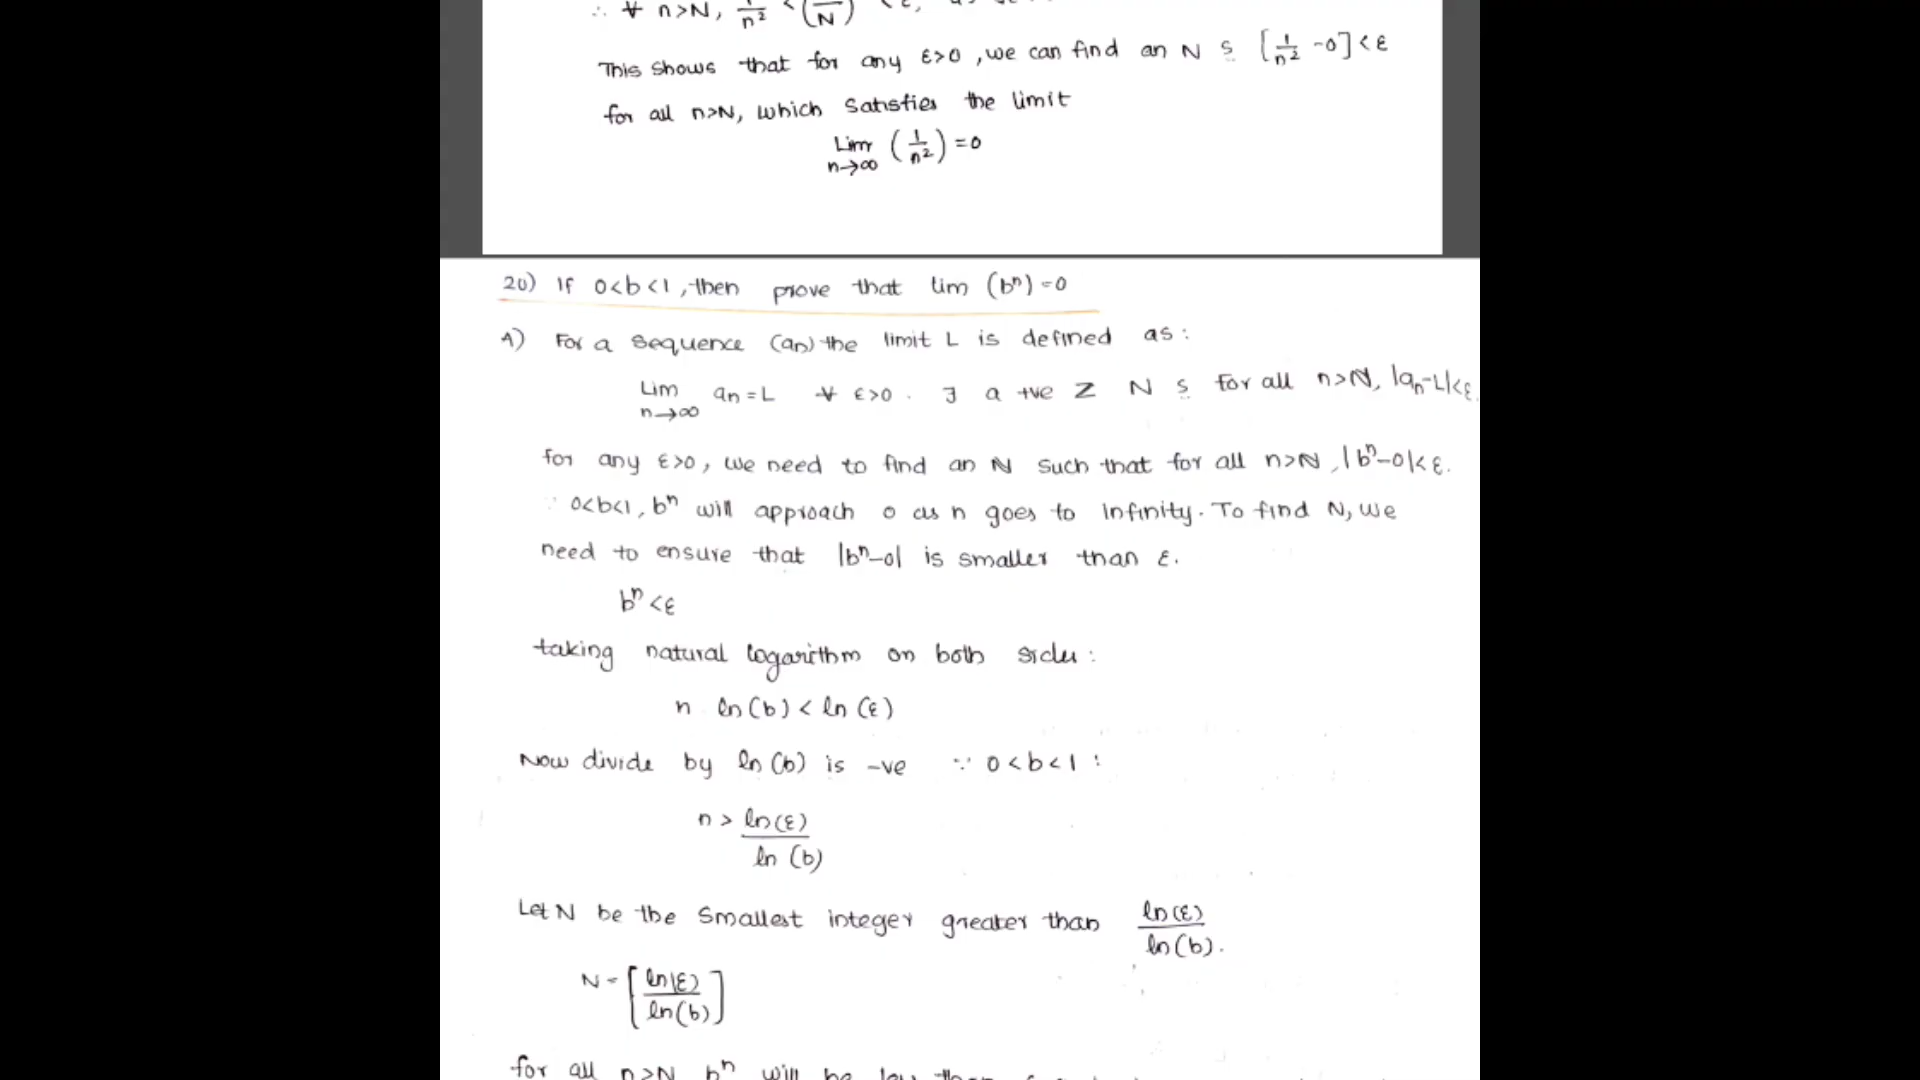 ∴ ∀ n>N, 1/n² < (1/N) < ε,
This shows that for any ε>0, we can find an N s [1/n² -0]<ε
for all n>N, which satisfies the limit
Lim n→∞ (1/n²) =0
20) If 0<b<1, then prove that lim (bⁿ)=0
A) For a sequence (an) the limit L is defined as:
Lim n→∞ an=L ∀ ε>0. ∃ a +ve Z N s for all n>N, |an-L|<ε.
for any ε>0, we need to find an N such that for all n>N, |bⁿ-0|<ε.
∵ 0<b<1, bⁿ will approach 0 as n goes to infinity. To find N, we
need to ensure that |bⁿ-0| is smaller than ε.
bⁿ<ε
taking natural logarithm on both sides:
n ln(b) < ln(ε)
Now divide by ln(b) is -ve ∵ 0<b<1:
n > ln(ε)/ln(b)
Let N be the smallest integer greater than ln(ε)/ln(b).
N = [ln(ε)/ln(b)]
for all n>N bⁿ will be less than